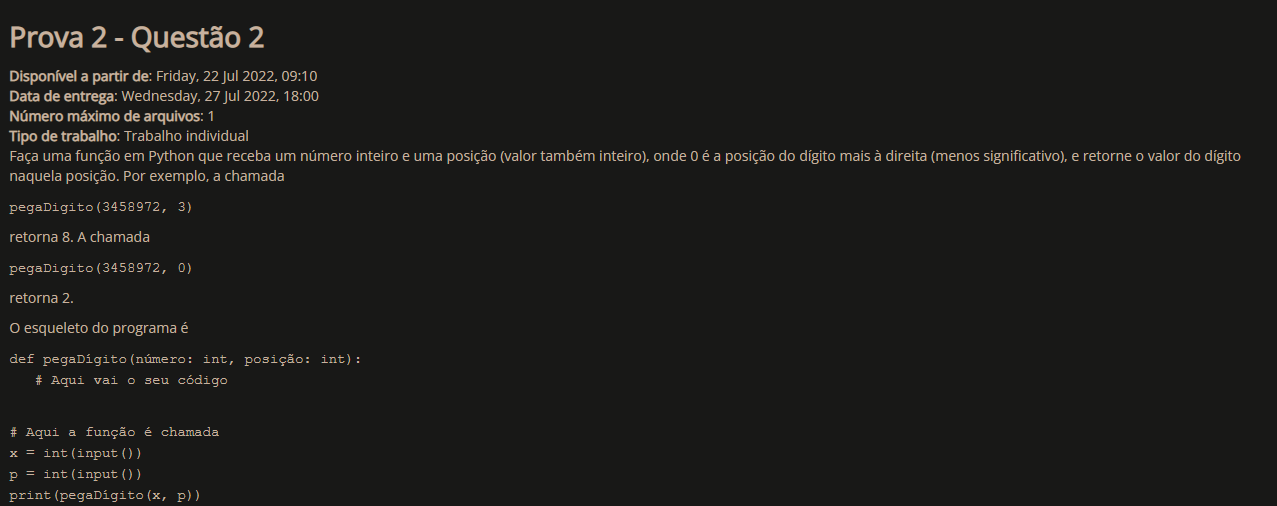 Prova 2 - Questão 2
Disponível a partir de: Friday, 22 Jul 2022, 09:10
Data de entrega: Wednesday, 27 Jul 2022, 18:00
Número máximo de arquivos: 1
Tipo de trabalho: Trabalho individual
Faça uma função em Python que receba um número inteiro e uma posição (valor também inteiro), onde 0 é a posição do dígito mais à direita (menos significativo), e retorne o valor do dígito
naquela posição. Por exemplo, a chamada
pegaDigito(3458972, 3)
retorna 8. A chamada
pegaDigito(3458972, 0)
retorna 2.
O esqueleto do programa é
def pegaDígito(número: int, posição: int):
   # Aqui vai o seu código
# Aqui a função é chamada
x = int(input())
p = int(input())
print(pegaDígito(x, p))